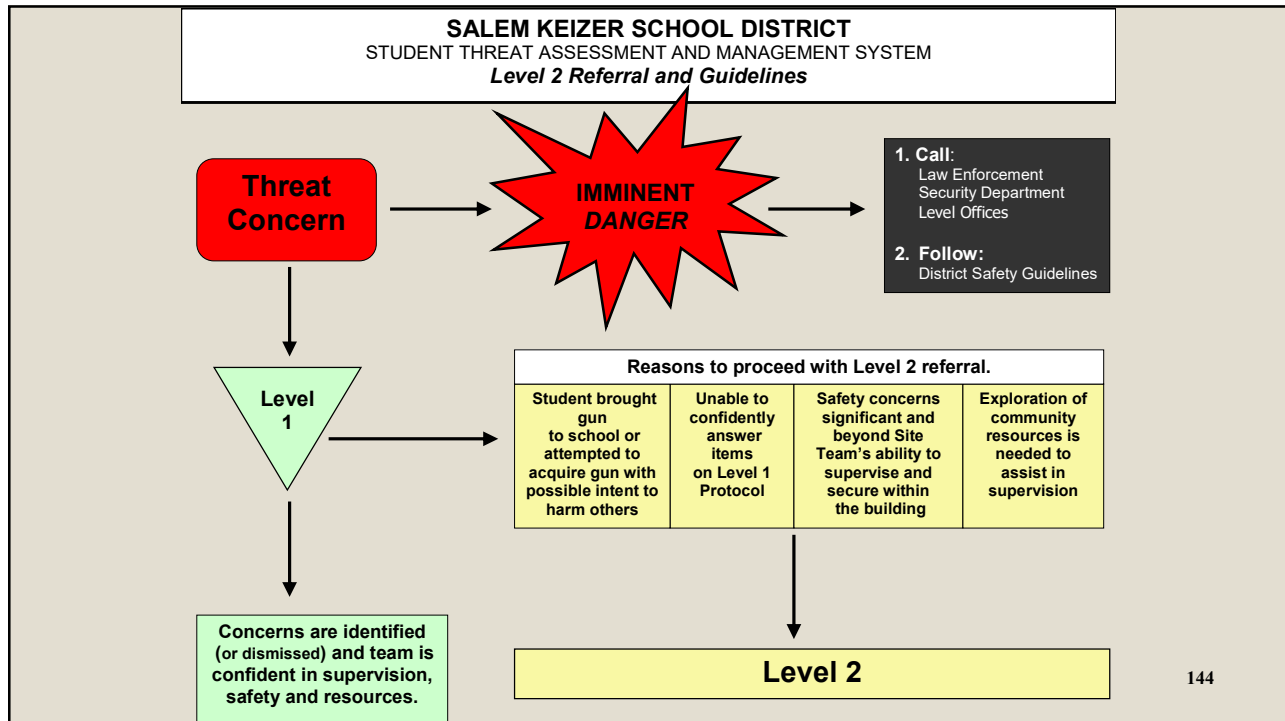 SALEM KEIZER SCHOOL DISTRICT
STUDENT THREAT ASSESSMENT AND MANAGEMENT SYSTEM
Level 2 Referral and Guidelines
Threat
Concern
IMMINENT
DANGER
1. Call:
Law Enforcement
Security Department
Level Offices
2. Follow:
District Safety Guidelines
Level
1
Reasons to proceed with Level 2 referral.
Student brought
gun
to school or
attempted to
acquire gun with
possible intent to
harm others
Unable to
confidently
answer
items
on Level 1
Protocol
Safety concerns
significant and
beyond Site
Team’s ability to
supervise and
secure within
the building
Exploration of
community
resources is
needed to
assist in
supervision
Concerns are identified
(or dismissed) and team is
confident in supervision,
safety and resources.
Level 2
144